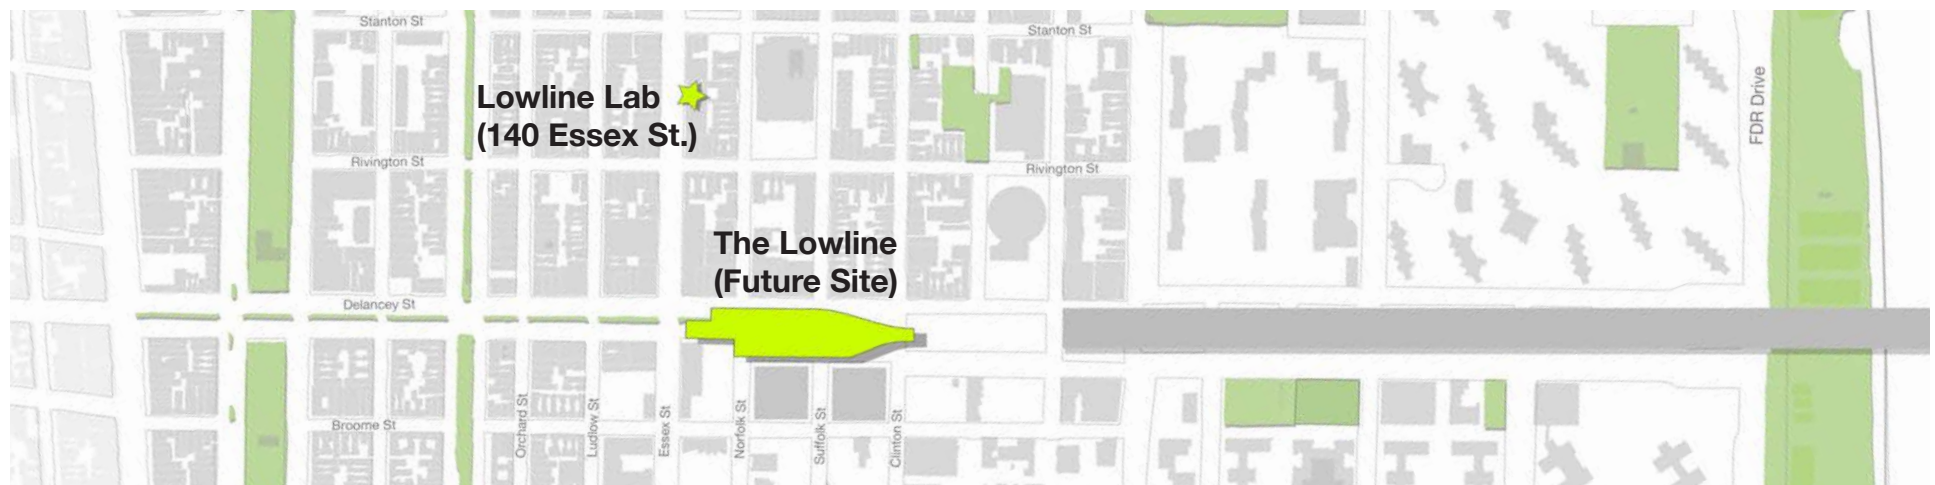 Stanton St
Stanton St
Lowline Lab
(140 Essex St.)
FDR Drive
Rivington St
Rivington St
The Lowline
(Future Site)
Delancey St
Orchard St
Ludlow St
Essex St
Norfolk St
Suffolk St
Clinton St
Broome St